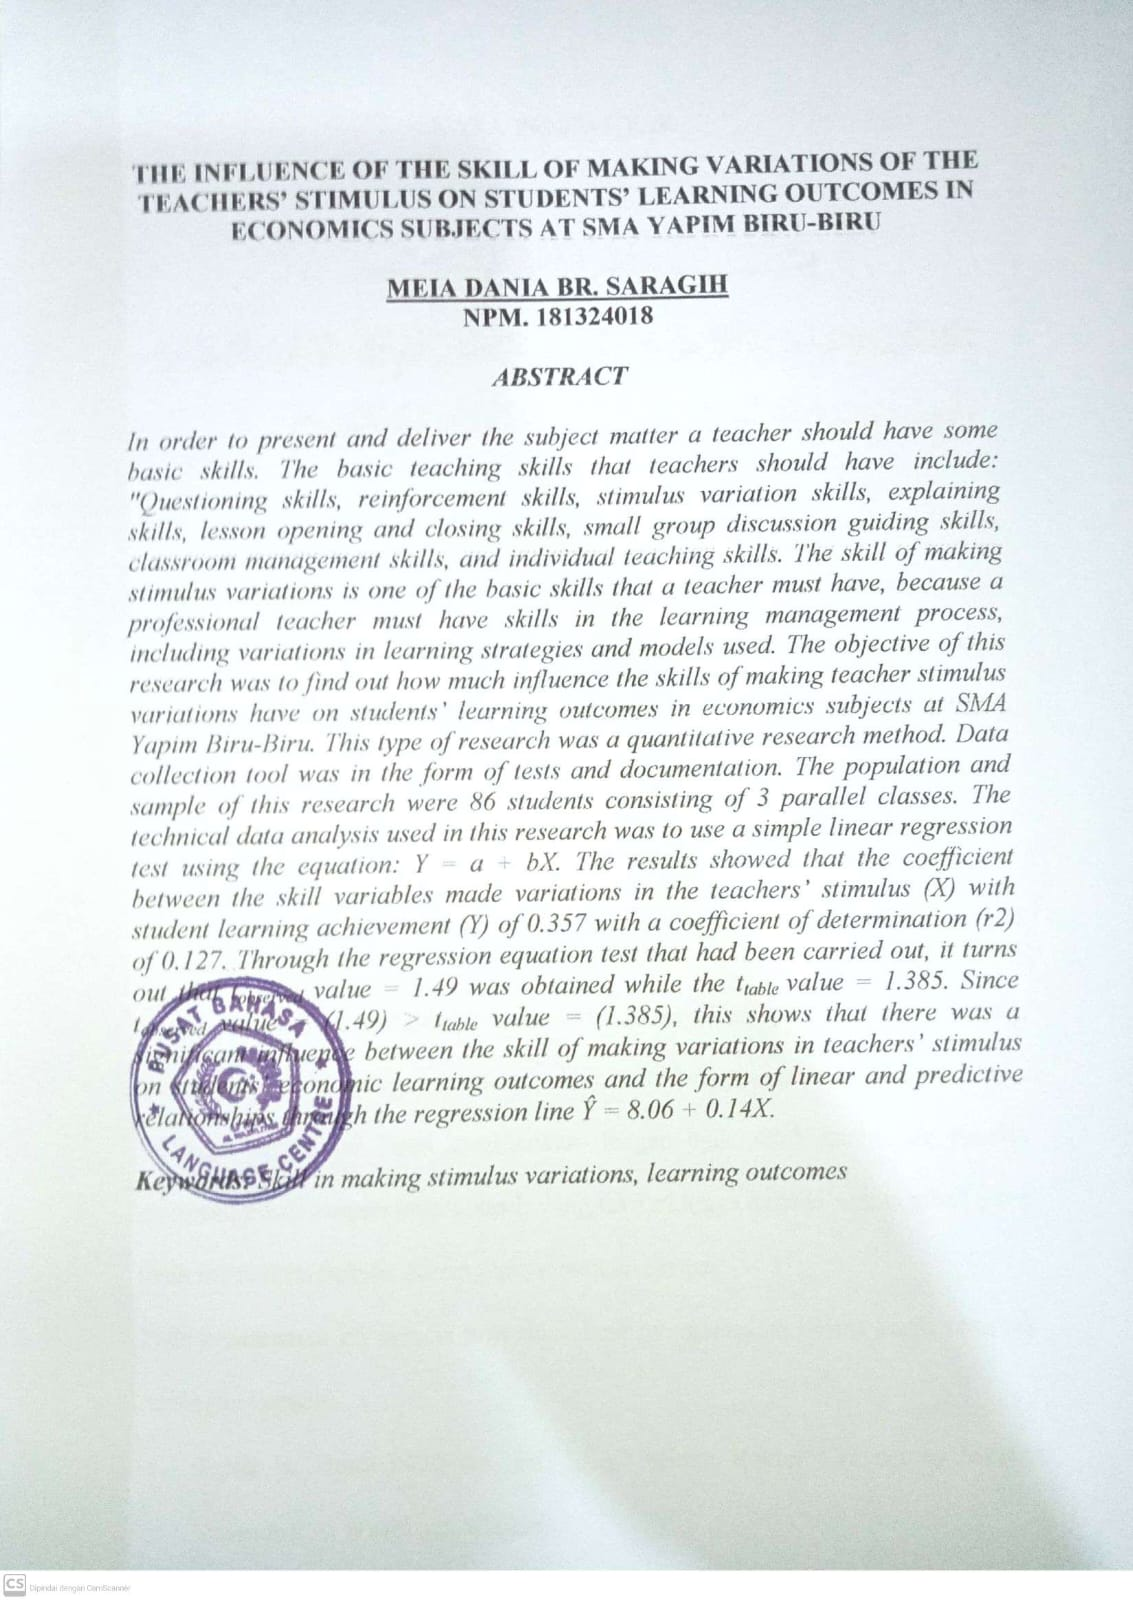 THE INFLUENCE OF THE SKILL OF MAKING VARIATIONS OF THE
TEACHERS' STIMULUS ON STUDENTS' LEARNING OUTCOMES IN
ECONOMICS SUBJECTS AT SMA YAPIM BIRU-BIRU
MEIA DANIA BR. SARAGIH
NPM. 181324018
ABSTRACT
In order to present and deliver the subject matter a teacher should have some
basic skills. The basic teaching skills that teachers should have include:
"Questioning skills, reinforcement skills, stimulus variation skills, explaining
skills, lesson opening and closing skills, small group discussion guiding skills,
classroom management skills, and individual teaching skills. The skill of making
stimulus variations is one of the basic skills that a teacher must have, because a
professional teacher must have skills in the learning management process,
including variations in learning strategies and models used. The objective of this
research was to find out how much influence the skills of making teacher stimulus
variations have on students' learning outcomes in economics subjects at SMA
Yapim Biru-Biru. This type of research was a quantitative research method. Data
collection tool was in the form of tests and documentation. The population and
sample of this research were 86 students consisting of 3 parallel classes. The
technical data analysis used in this research was to use a simple linear regression
test using the equation: Y = a + bX. The results showed that the coefficient
between the skill variables made variations in the teachers' stimulus (X) with
student learning achievement (Y) of 0.357 with a coefficient of determination (r2)
of 0.127. Through the regression equation test that had been carried out, it turns
out that tobserved value = 1.49 was obtained while the ttable value = 1.385. Since
tobserved value = (1.49) > ttable value = (1.385), this shows that there was a
significant influence between the skill of making variations in teachers' stimulus
on students' economic learning outcomes and the form of linear and predictive
relationships through the regression line Ŷ = 8.06 + 0.14X.
Keywords: Skill in making stimulus variations, learning outcomes
PUSAT BAHASA
LANGUAGE CENTRE
CS Dipindai dengan CamScanner